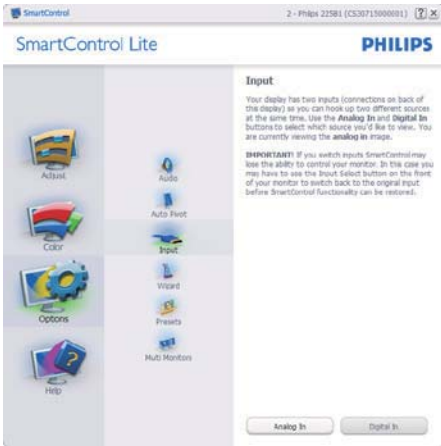 SmartControl
2 - Philips 225B1 (CS20715000001)
SmartControl Lite
PHILIPS
Adjust
Color
Options
Help
Audio
Auto Pivot
Input
Wizard
Presets
Multi Monitors
Input
Your display has two inputs (connections on back of
the display) so you can hook up two different sources
at the same time. Use the Analog In and Digital In
buttons to select which source you'd like to view. You
are currently viewing the analog in image.
IMPORTANT! If you switch inputs SmartControl may
lose the ability to control your monitor. In this case you
may have to use the Input Select button on the front
of your monitor to switch back to the original input
before SmartControl functionality can be restored.
Analog In
Digital In